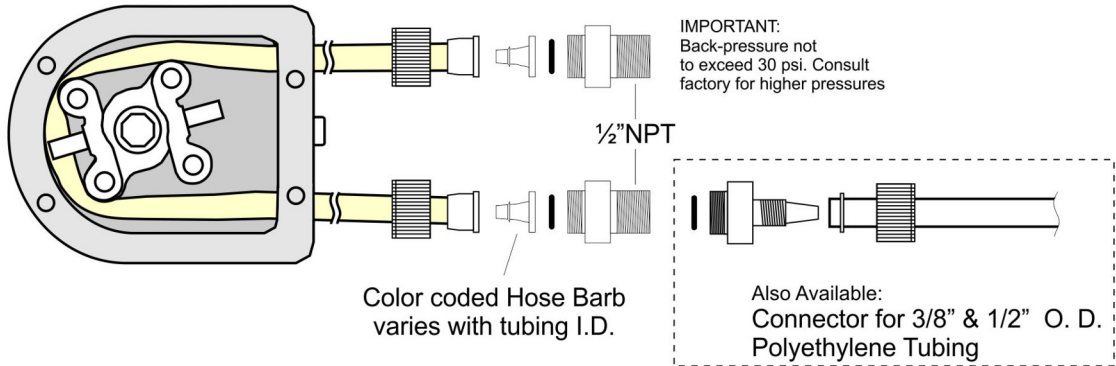 IMPORTANT:
Back-pressure not
to exceed 30 psi. Consult
factory for higher pressures
½”NPT
Color coded Hose Barb
varies with tubing I.D.
Also Available:
Connector for 3/8” & 1/2” O. D.
Polyethylene Tubing